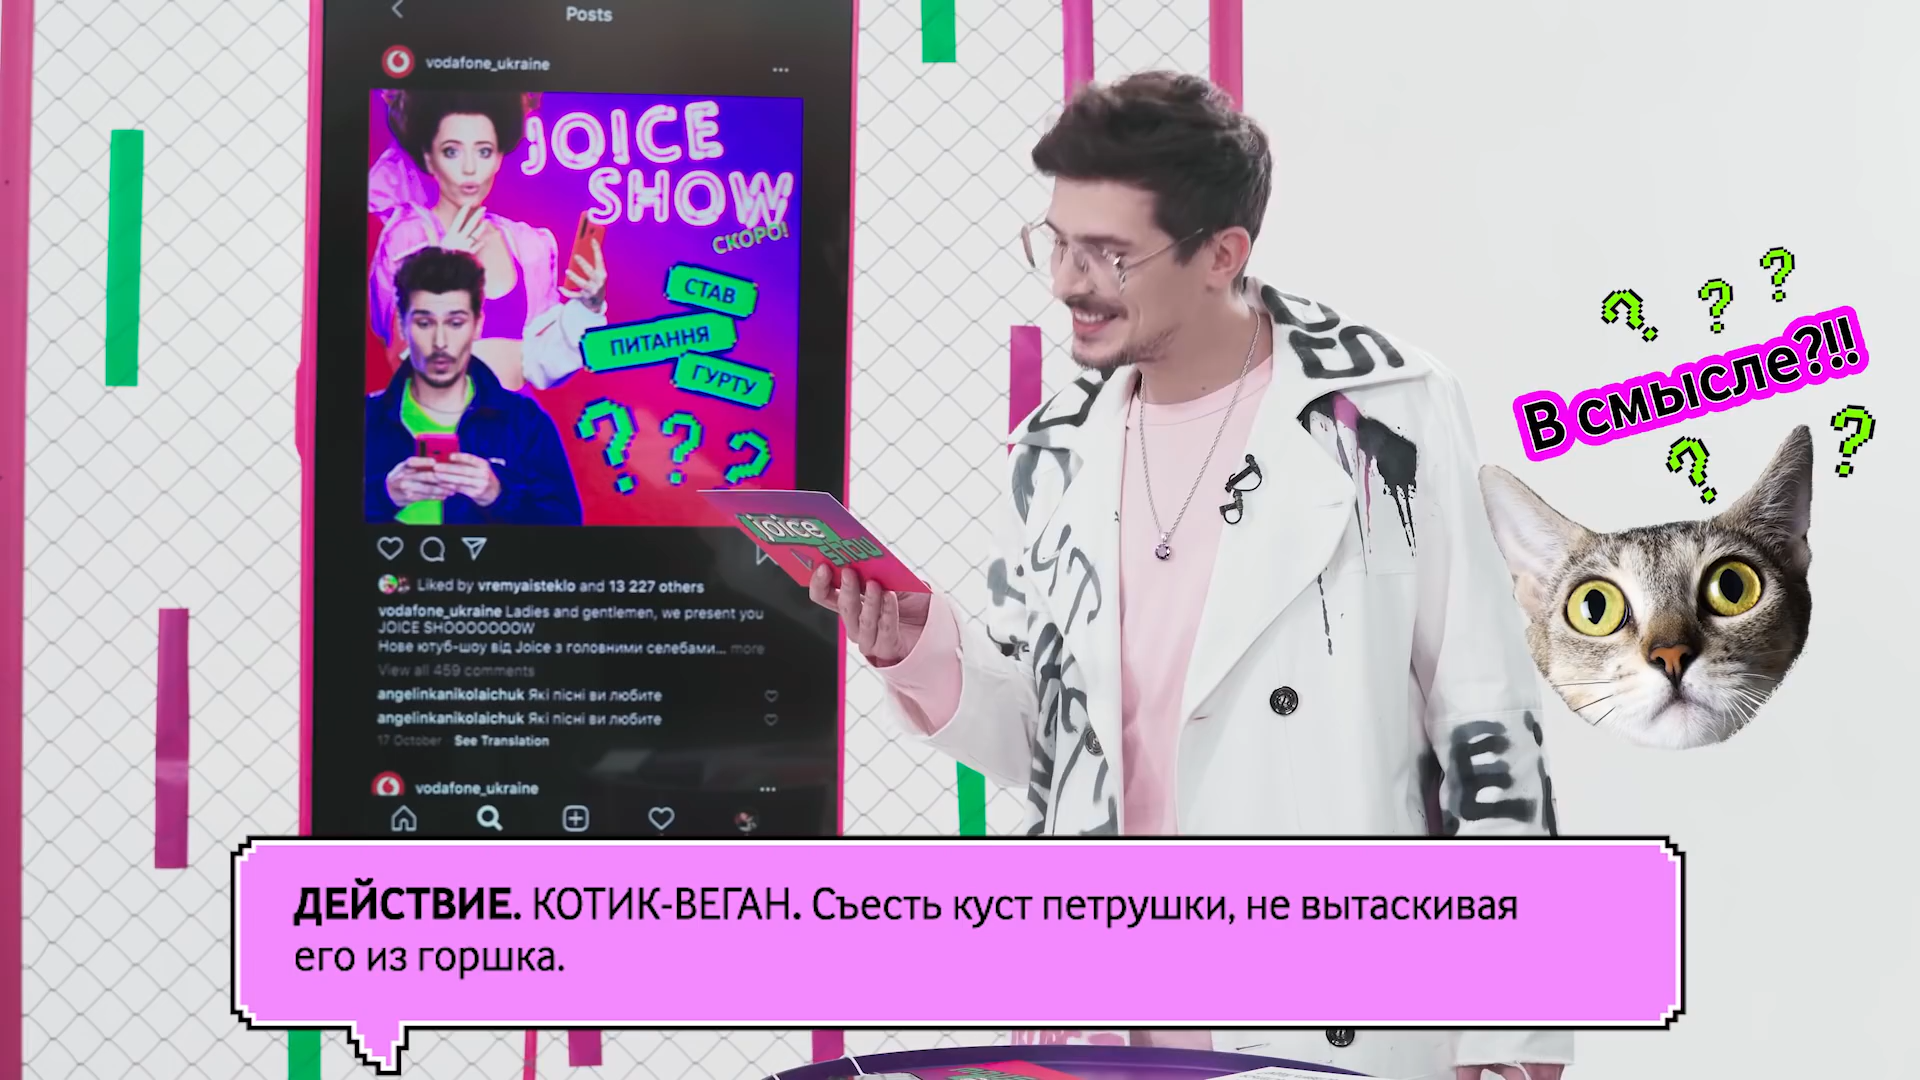 Posts
vodafone_ukraine
JOICE
SHOW
СКОРО!
СТАВ
ПИТАННЯ
ГУРТУ
???
joice
show
Liked by vremyaisteklo and 13 227 others
vodafone_ukraine Ladies and gentlemen, we present you
JOICE SHOOOOOOOW
Нове ютуб-шоу від Joice з головними селебами... more
View all 459 comments
angelinkanikolaichuk Які пісні ви любите
angelinkanikolaichuk Які пісні ви любите
17 October See Translation
vodafone_ukraine
? ? ?
В смысле?!!
? ?
ДЕЙСТВИЕ. КОТИК-ВЕГАН. Съесть куст петрушки, не вытаскивая
его из горшка.